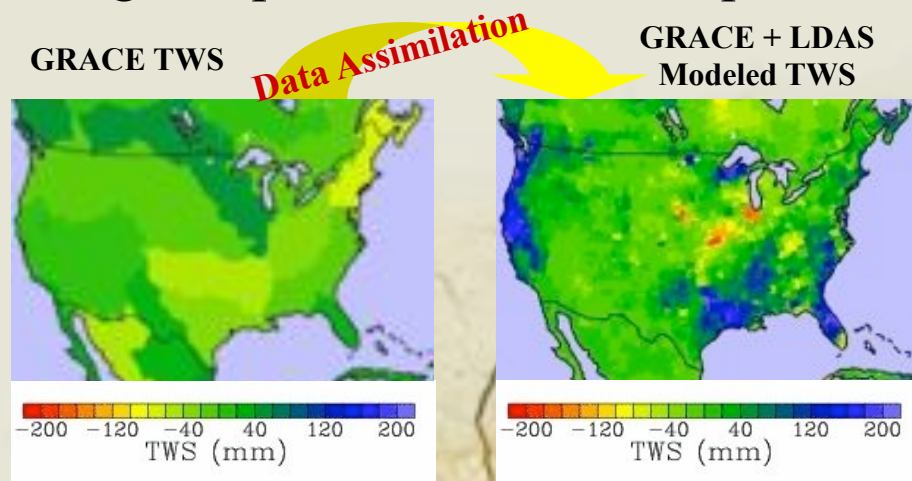 GRACE TWS
Data Assimilation
GRACE + LDAS
Modeled TWS
−200 −120 −40 40 120 200
TWS (mm)
−200 −120 −40 40 120 200
TWS (mm)